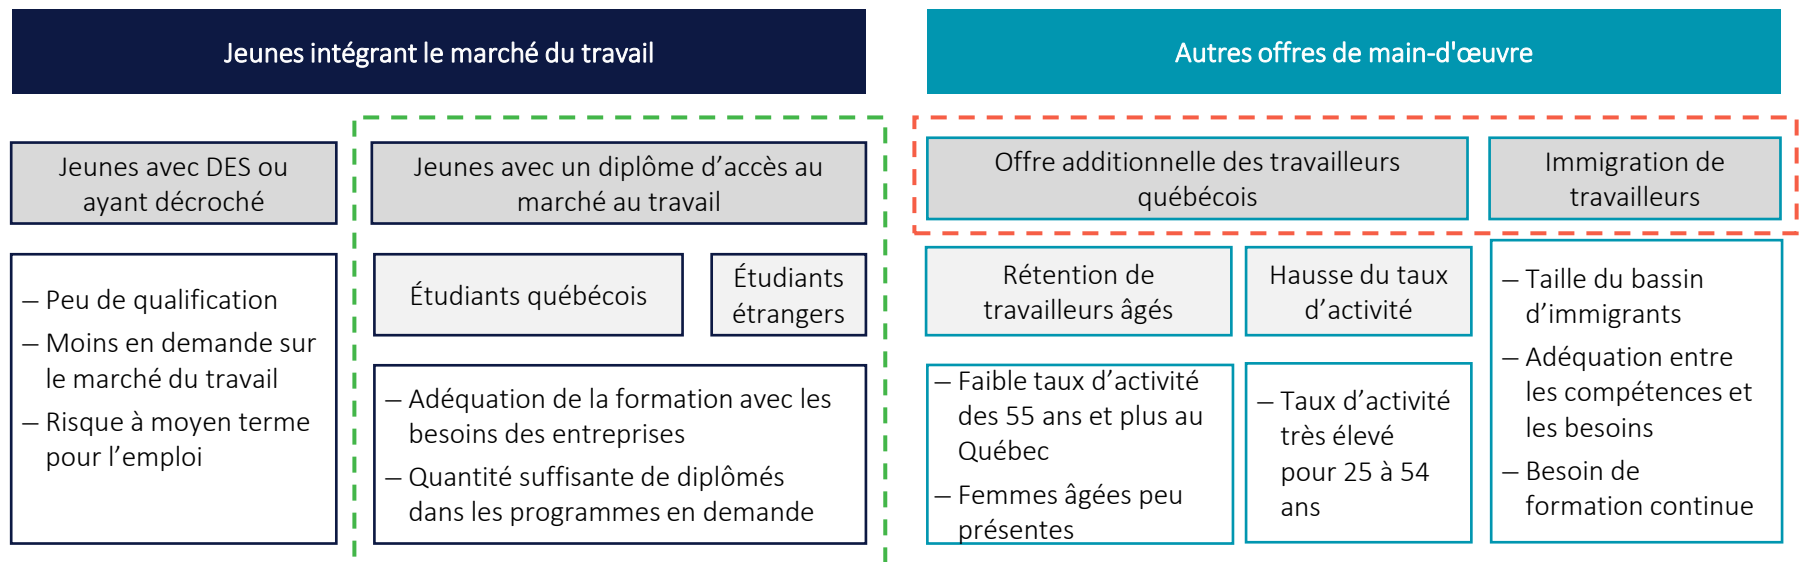 Jeunes intégrant le marché du travail
Autres offres de main-d'œuvre
Jeunes avec DES ou
ayant décroché
Jeunes avec un diplôme d’accès au
marché au travail
Offre additionnelle des travailleurs
québécois
Immigration de
travailleurs
– Peu de qualification
– Moins en demande sur
le marché du travail
– Risque à moyen terme
pour l’emploi
Étudiants québécois
Étudiants
étrangers
– Adéquation de la formation avec les
besoins des entreprises
– Quantité suffisante de diplômés
dans les programmes en demande
Rétention de
travailleurs âgés
Hausse du taux
d’activité
– Faible taux d’activité
des 55 ans et plus au
Québec
– Femmes âgées peu
présentes
– Taux d’activité
très élevé
pour 25 à 54
ans
– Taille du bassin
d’immigrants
– Adéquation entre
les compétences et
les besoins
– Besoin de
formation continue